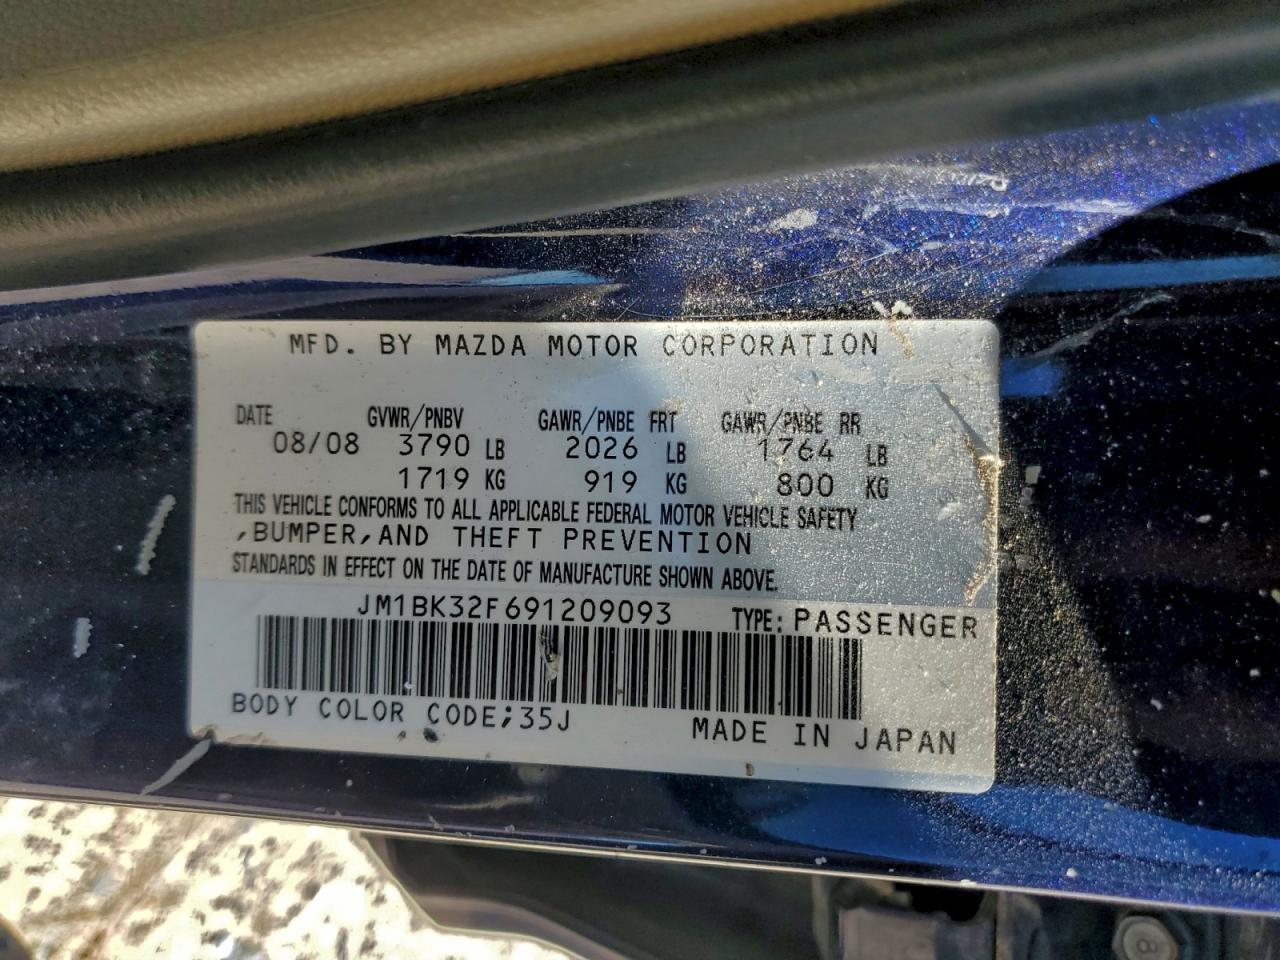 MFD. BY MAZDA MOTOR CORPORATION
DATE GVWR/PNBV GAWR/PNBE FRT GAWR/PNBE RR
08/08 3790 LB 2026 LB 1764 LB
1719 KG 919 KG 800 KG
THIS VEHICLE CONFORMS TO ALL APPLICABLE FEDERAL MOTOR VEHICLE SAFETY
,BUMPER,AND THEFT PREVENTION
STANDARDS IN EFFECT ON THE DATE OF MANUFACTURE SHOWN ABOVE.
JM1BK32F691209093 TYPE: PASSENGER
BODY COLOR CODE;35J MADE IN JAPAN
8